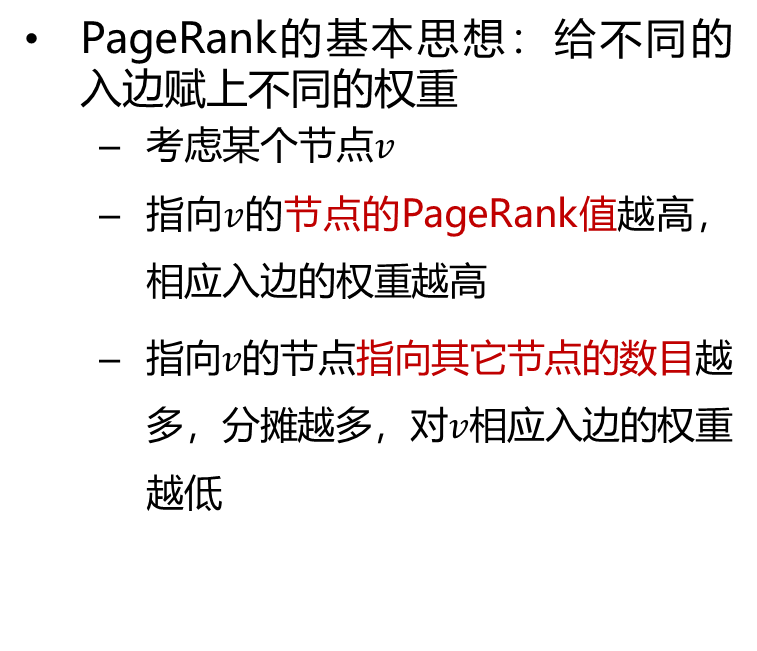 • PageRank的基本思想：给不同的
入边赋上不同的权重
– 考虑某个节点v
– 指向v的节点的PageRank值越高，
相应入边的权重越高
– 指向v的节点指向其它节点的数目越
多，分摊越多，对v相应入边的权重
越低